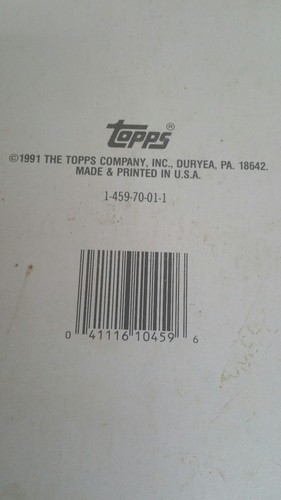 topps®
©1991 THE TOPPS COMPANY, INC., DURYEA, PA. 18642.
MADE & PRINTED IN U.S.A.
1-459-70-01-1
0 41116 10459 6